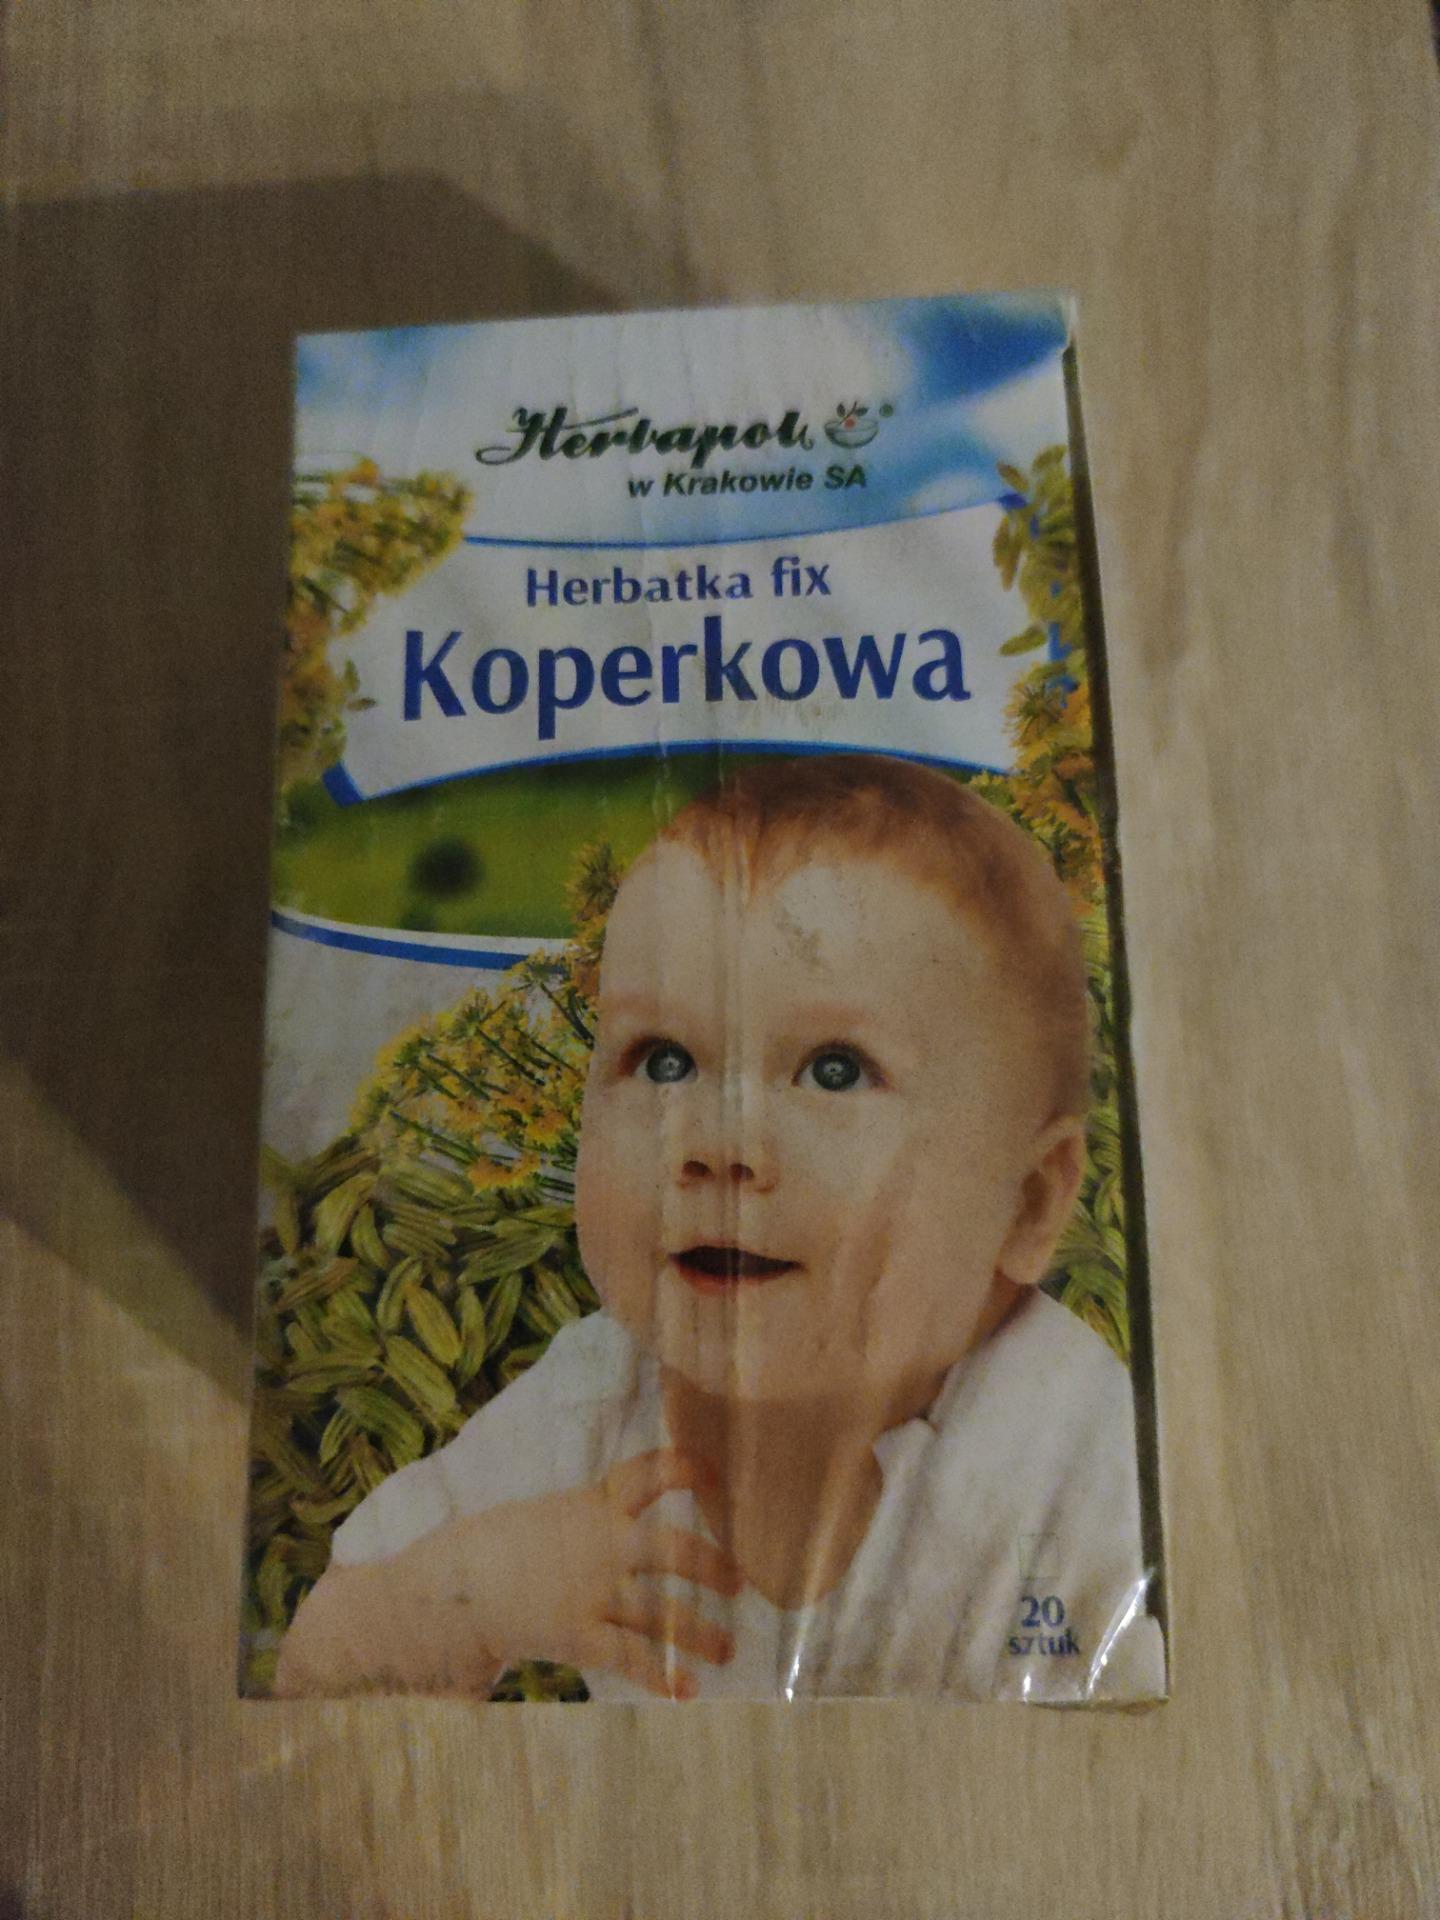 Herbapol
w Krakowie SA
Herbatka fix
Koperkowa
20
sztuk